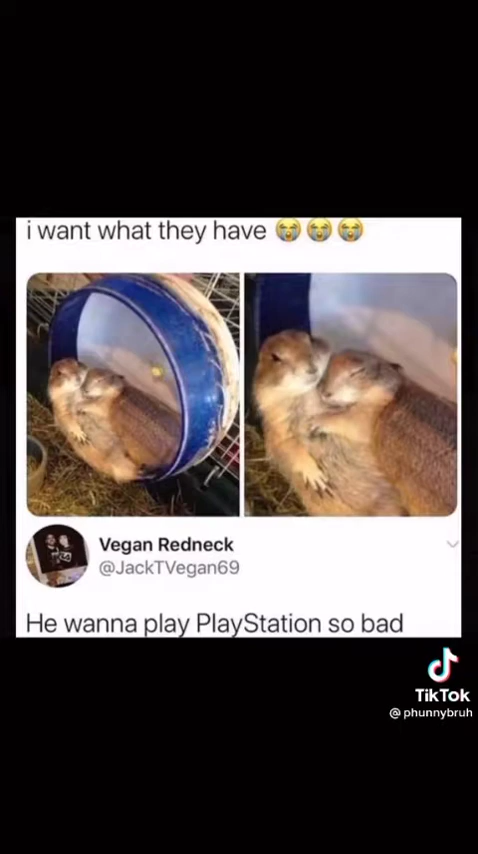 i want what they have 😭😭😭
Vegan Redneck
@JackTVegan69
He wanna play PlayStation so bad
TikTok
@phunnybruh